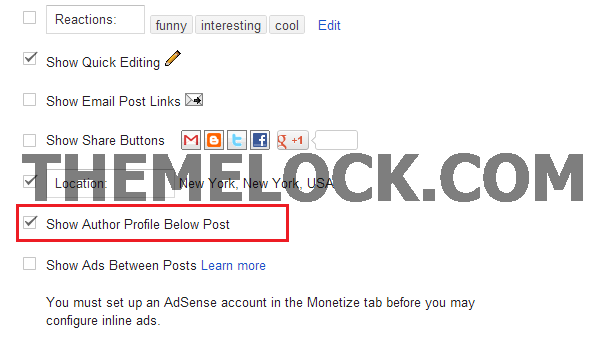 Reactions: funny interesting cool Edit
Show Quick Editing
Show Email Post Links
Show Share Buttons g +1
THEMELOCK.COM
Location: New York, New York, USA
Show Author Profile Below Post
Show Ads Between Posts Learn more
You must set up an AdSense account in the Monetize tab before you may
configure inline ads.